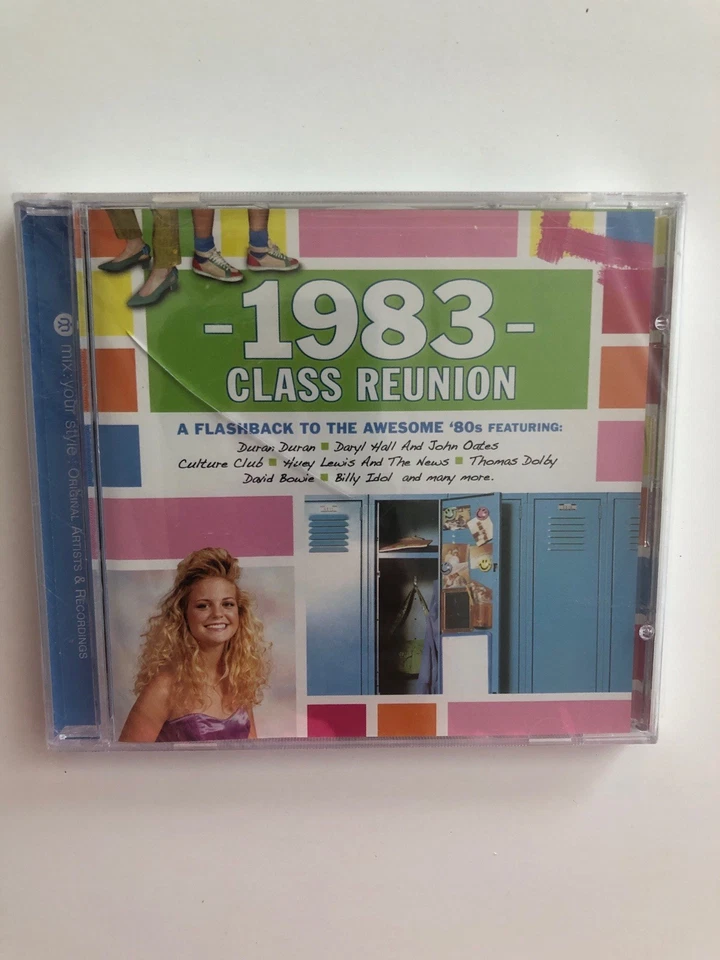 -1983-
CLASS REUNION
A FLASHBACK TO THE AWESOME '80s FEATURING:
Duran Duran ▪ Daryl Hall And John Oates
Culture Club ▪ Huey Lewis And The News ▪ Thomas Dolby
David Bowie ▪ Billy Idol and many more.
m mix: your style : ORIGINAL ARTISTS & RECORDINGS